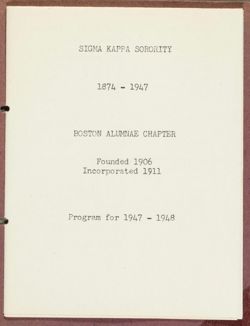 SIGMA KAPPA SORORITY
1874 - 1947
BOSTON ALUMNAE CHAPTER
Founded 1906
Incorporated 1911
Program for 1947 - 1948